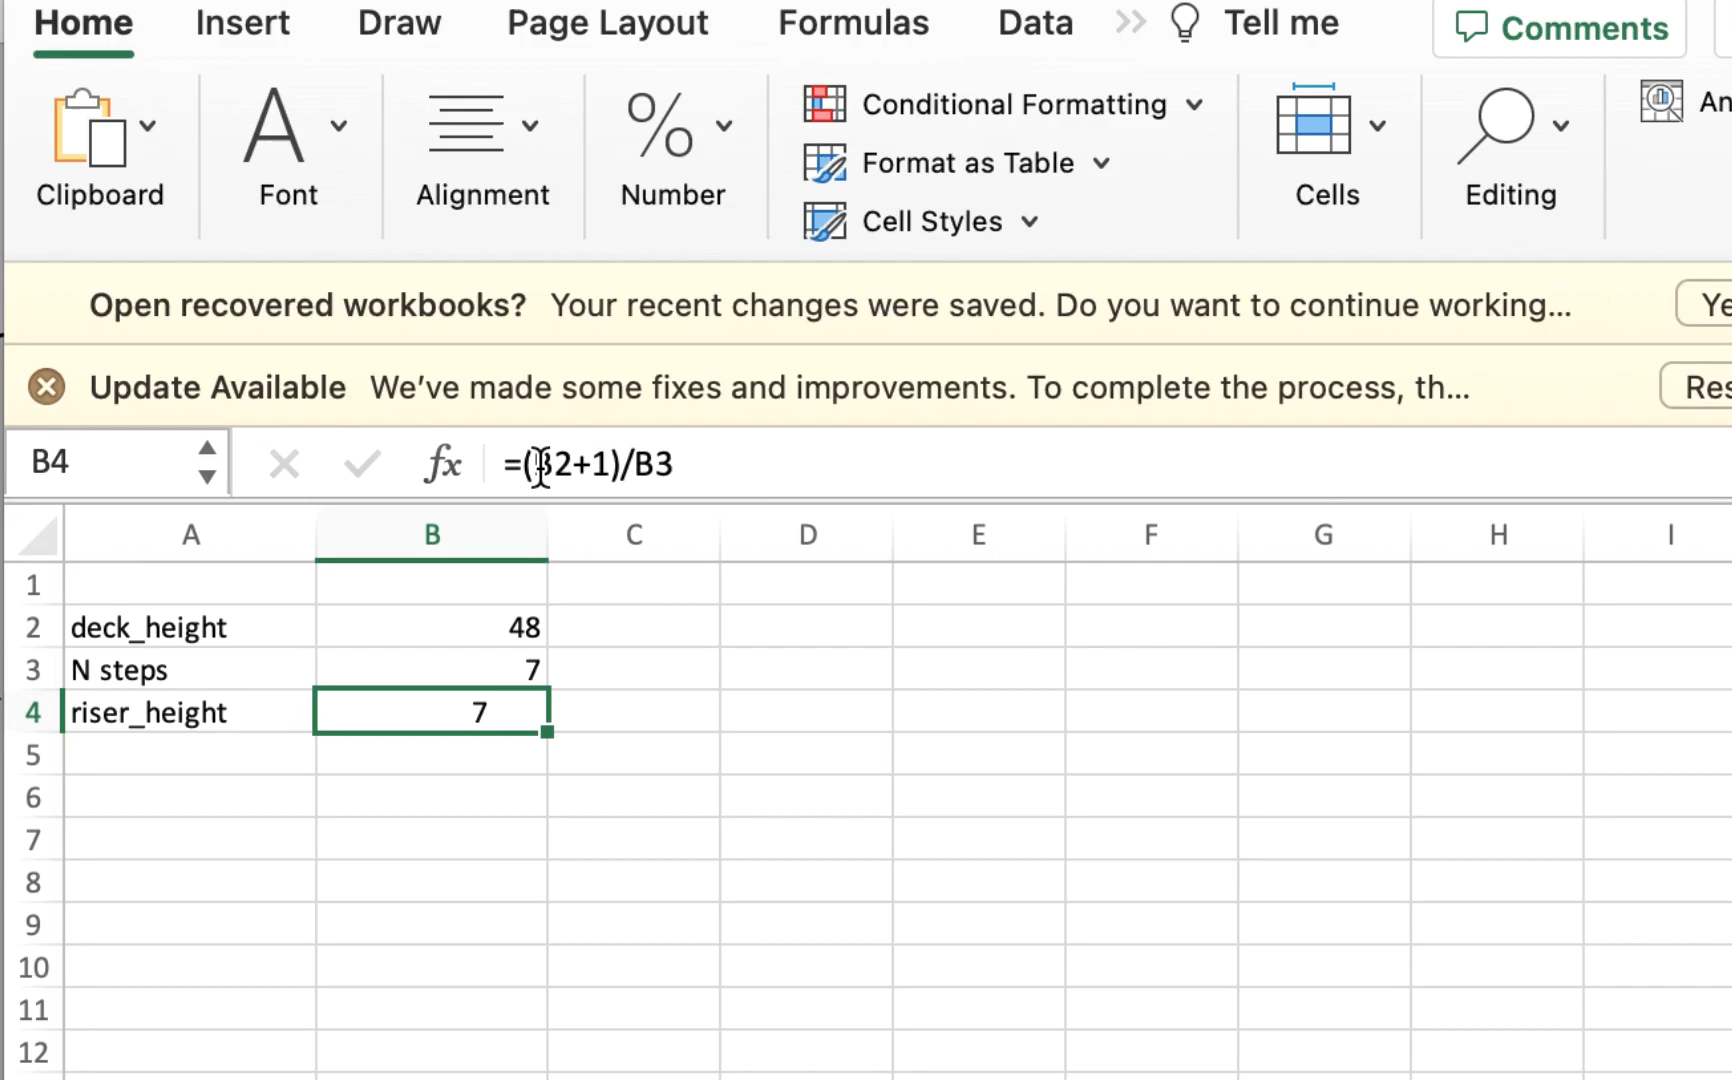 Home Insert Draw Page Layout Formulas Data Tell me Comments
Conditional Formatting
Format as Table
Cell Styles
Clipboard Font Alignment Number Cells Editing
Open recovered workbooks? Your recent changes were saved. Do you want to continue working... Ye
Update Available We've made some fixes and improvements. To complete the process, th... Res
B4 fx =(B2+1)/B3
A B C D E F G H I
1
2 deck_height 48
3 N steps 7
4 riser_height 7
5
6
7
8
9
10
11
12